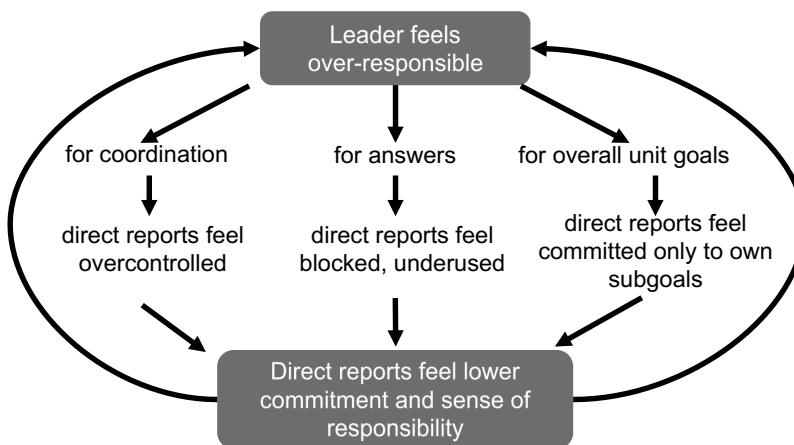 Leader feels
over-responsible
for coordination
for answers
for overall unit goals
direct reports feel
overcontrolled
direct reports feel
blocked, underused
direct reports feel
committed only to own
subgoals
Direct reports feel lower
commitment and sense of
responsibility